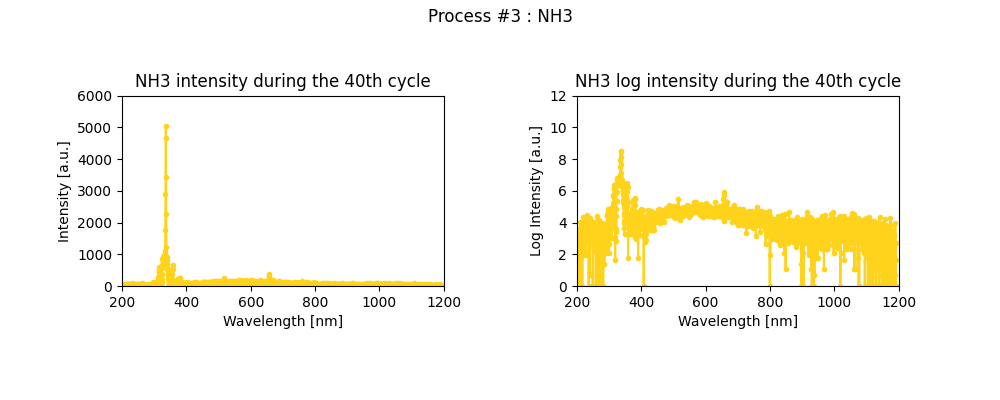 Process #3 : NH3
NH3 intensity during the 40th cycle
Intensity [a.u.]
6000
5000
4000
3000
2000
1000
0
200 400 600 800 1000 1200
Wavelength [nm]
NH3 log intensity during the 40th cycle
Log Intensity [a.u.]
12
10
8
6
4
2
0
200 400 600 800 1000 1200
Wavelength [nm]